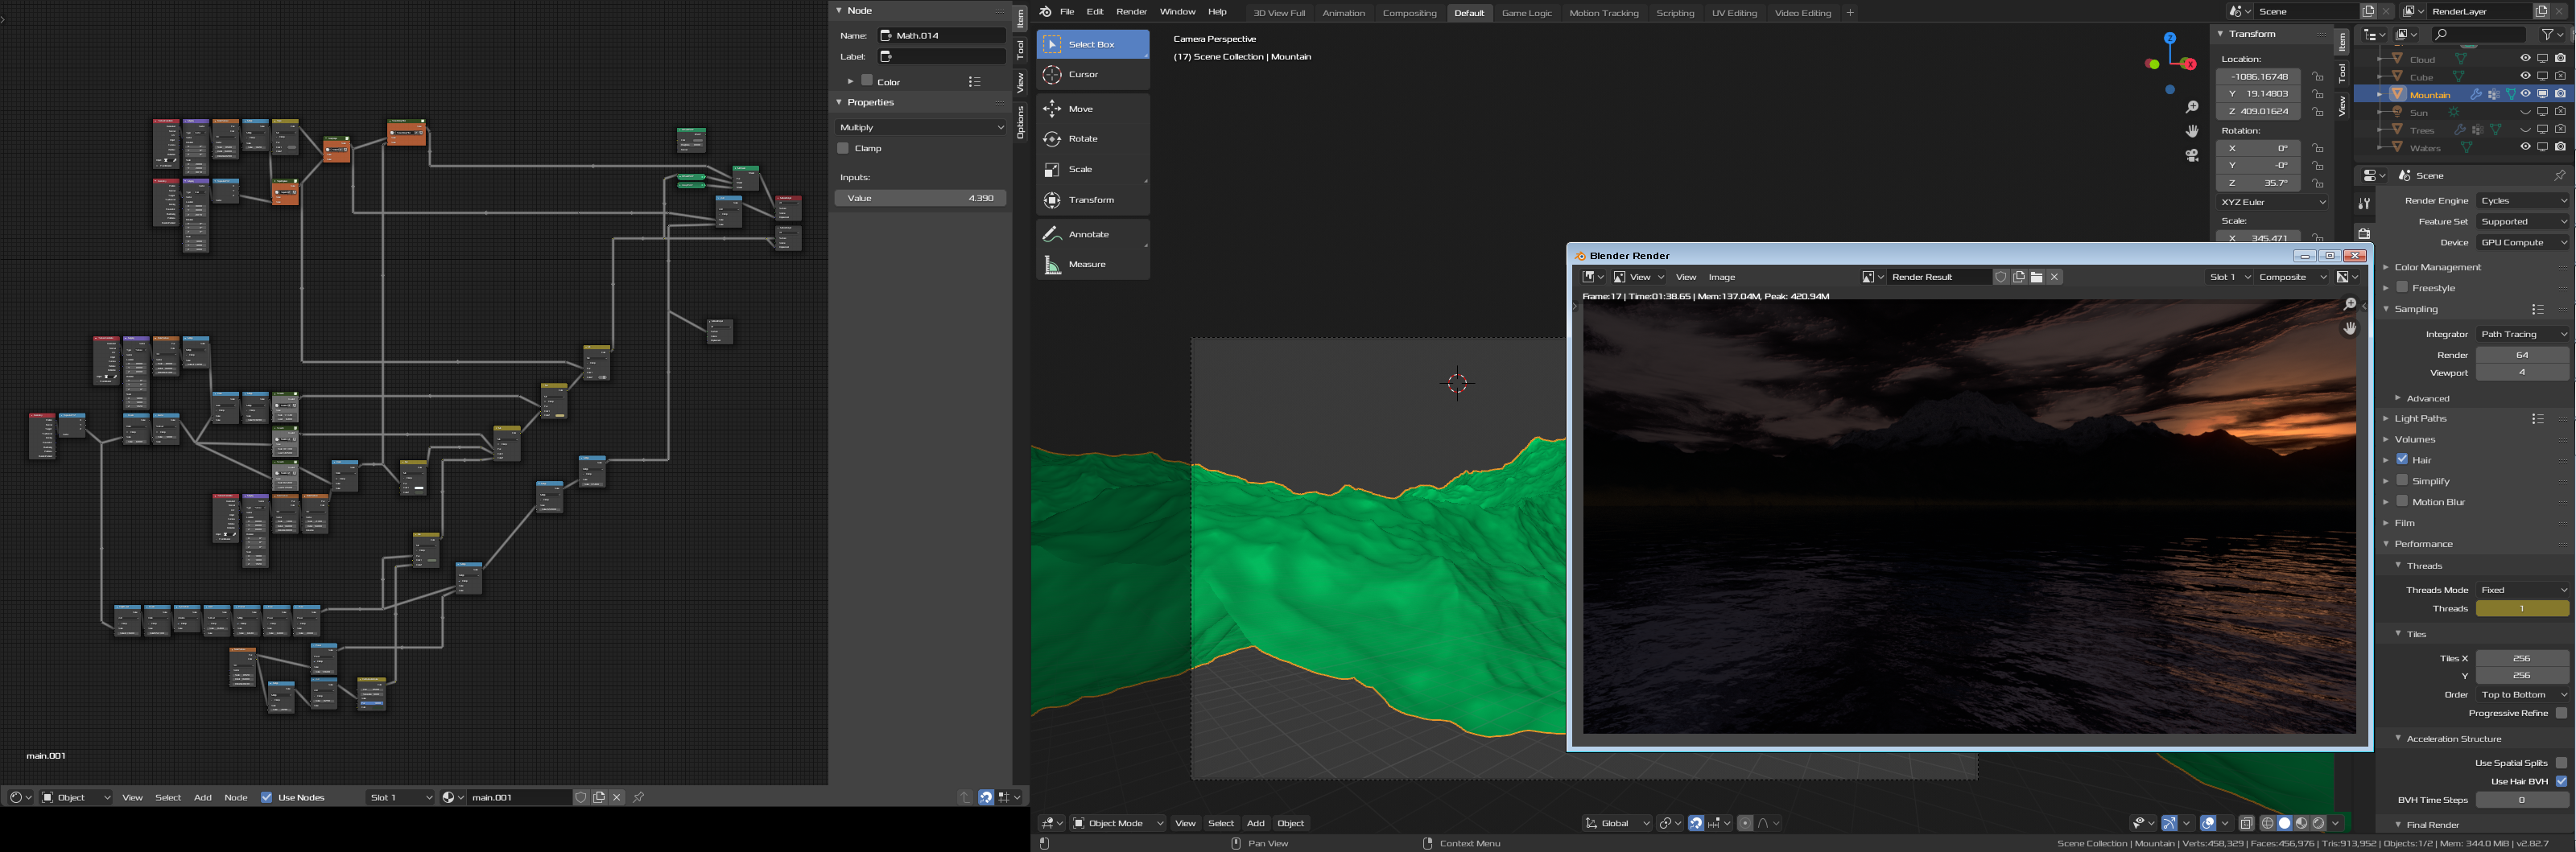 Node
Name: Math.014
Label:
Color
Properties
Multiply
Clamp
Inputs:
Value 4.390
Item
Tool
View
Options
main.001
Object View Select Add Node Use Nodes Slot 1 main.001
File Edit Render Window Help 3D View Full Animation Compositing Default Game Logic Motion Tracking Scripting UV Editing Video Editing + Scene RenderLayer
Select Box
Cursor
Move
Rotate
Scale
Transform
Annotate
Measure
Camera Perspective
(17) Scene Collection | Mountain
Z
X
Transform
Location:
-1086.16748
Y 19.14803
Z 409.01624
Rotation:
X 0°
Y -0°
Z 35.7°
XYZ Euler
Scale:
X 345.471
Item
Tool
View
Cloud
Cube
Mountain
Sun
Trees
Waters
Scene
Render Engine Cycles
Feature Set Supported
Device GPU Compute
Color Management
Freestyle
Sampling
Integrator Path Tracing
Render 64
Viewport 4
Advanced
Light Paths
Volumes
Hair
Simplify
Motion Blur
Film
Performance
Threads
Threads Mode Fixed
Threads 1
Tiles
Tiles X 256
Y 256
Order Top to Bottom
Progressive Refine
Acceleration Structure
Use Spatial Splits
Use Hair BVH
BVH Time Steps 0
Final Render
Blender Render
View View Image Render Result Slot 1 Composite
Frame:17 | Time:01:38.65 | Mem:137.04M, Peak: 420.94M
Object Mode View Select Add Object Global
Pan View Context Menu Scene Collection | Mountain | Verts:458,329 | Faces:456,976 | Tris:913,952 | Objects:1/2 | Mem: 344.0 MiB | v2.82.7